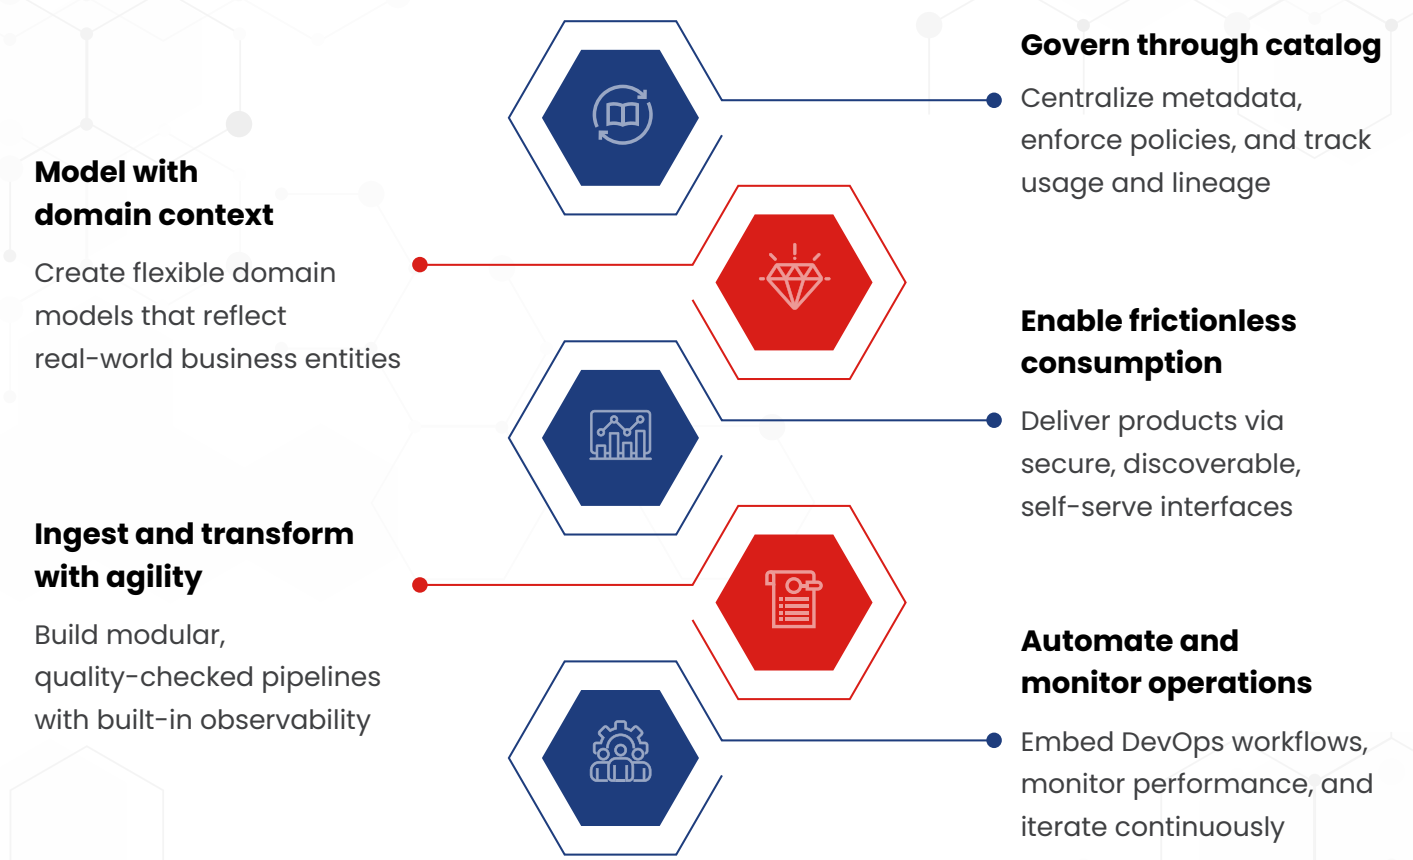 Govern through catalog
Centralize metadata,
enforce policies, and track
usage and lineage
Model with
domain context
Create flexible domain
models that reflect
real-world business entities
Enable frictionless
consumption
Deliver products via
secure, discoverable,
self-serve interfaces
Ingest and transform
with agility
Build modular,
quality-checked pipelines
with built-in observability
Automate and
monitor operations
Embed DevOps workflows,
monitor performance, and
iterate continuously